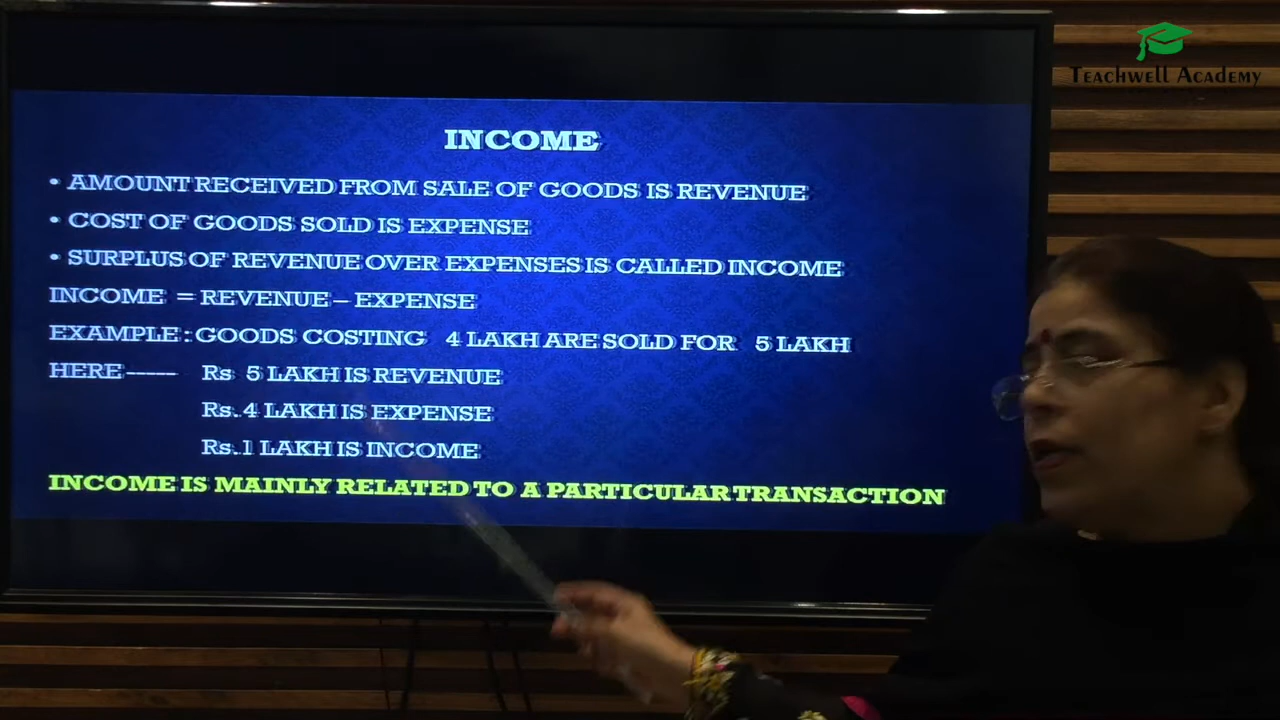 TEACHWELL ACADEMY
INCOME
• AMOUNT RECEIVED FROM SALE OF GOODS IS REVENUE
• COST OF GOODS SOLD IS EXPENSE
• SURPLUS OF REVENUE OVER EXPENSES IS CALLED INCOME
INCOME = REVENUE – EXPENSE
EXAMPLE : GOODS COSTING 4 LAKH ARE SOLD FOR 5 LAKH
HERE ----- Rs 5 LAKH IS REVENUE
Rs. 4 LAKH IS EXPENSE
Rs. 1 LAKH IS INCOME
INCOME IS MAINLY RELATED TO A PARTICULAR TRANSACTION